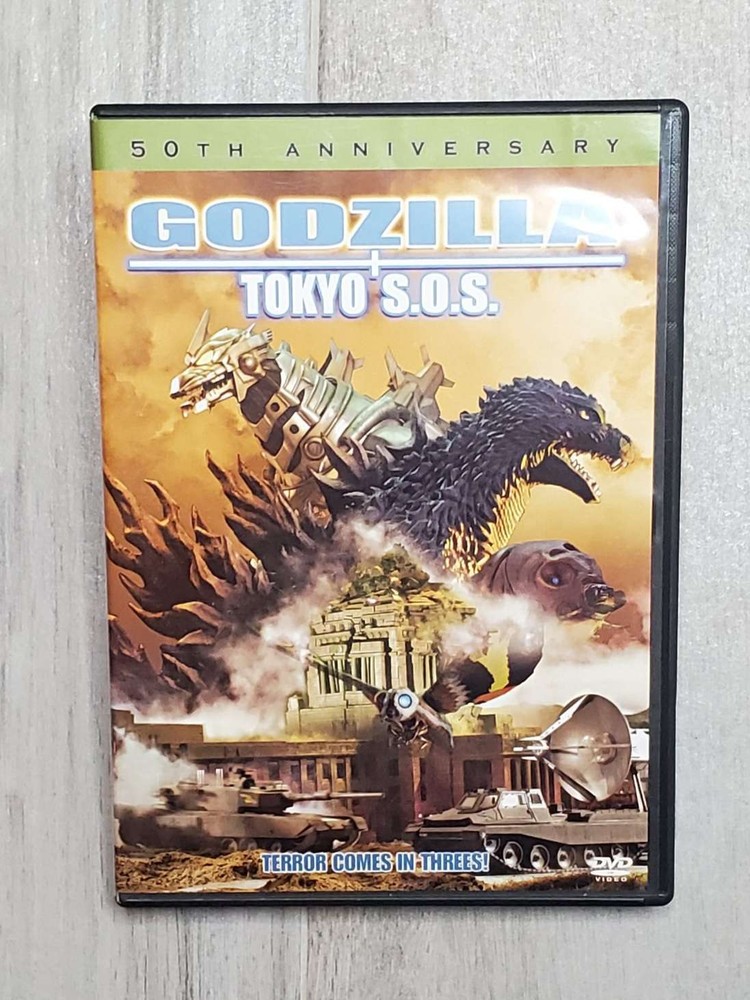 50TH ANNIVERSARY
GODZILLA
TOKYO S.O.S.
TERROR COMES IN THREES!
DVD
VIDEO